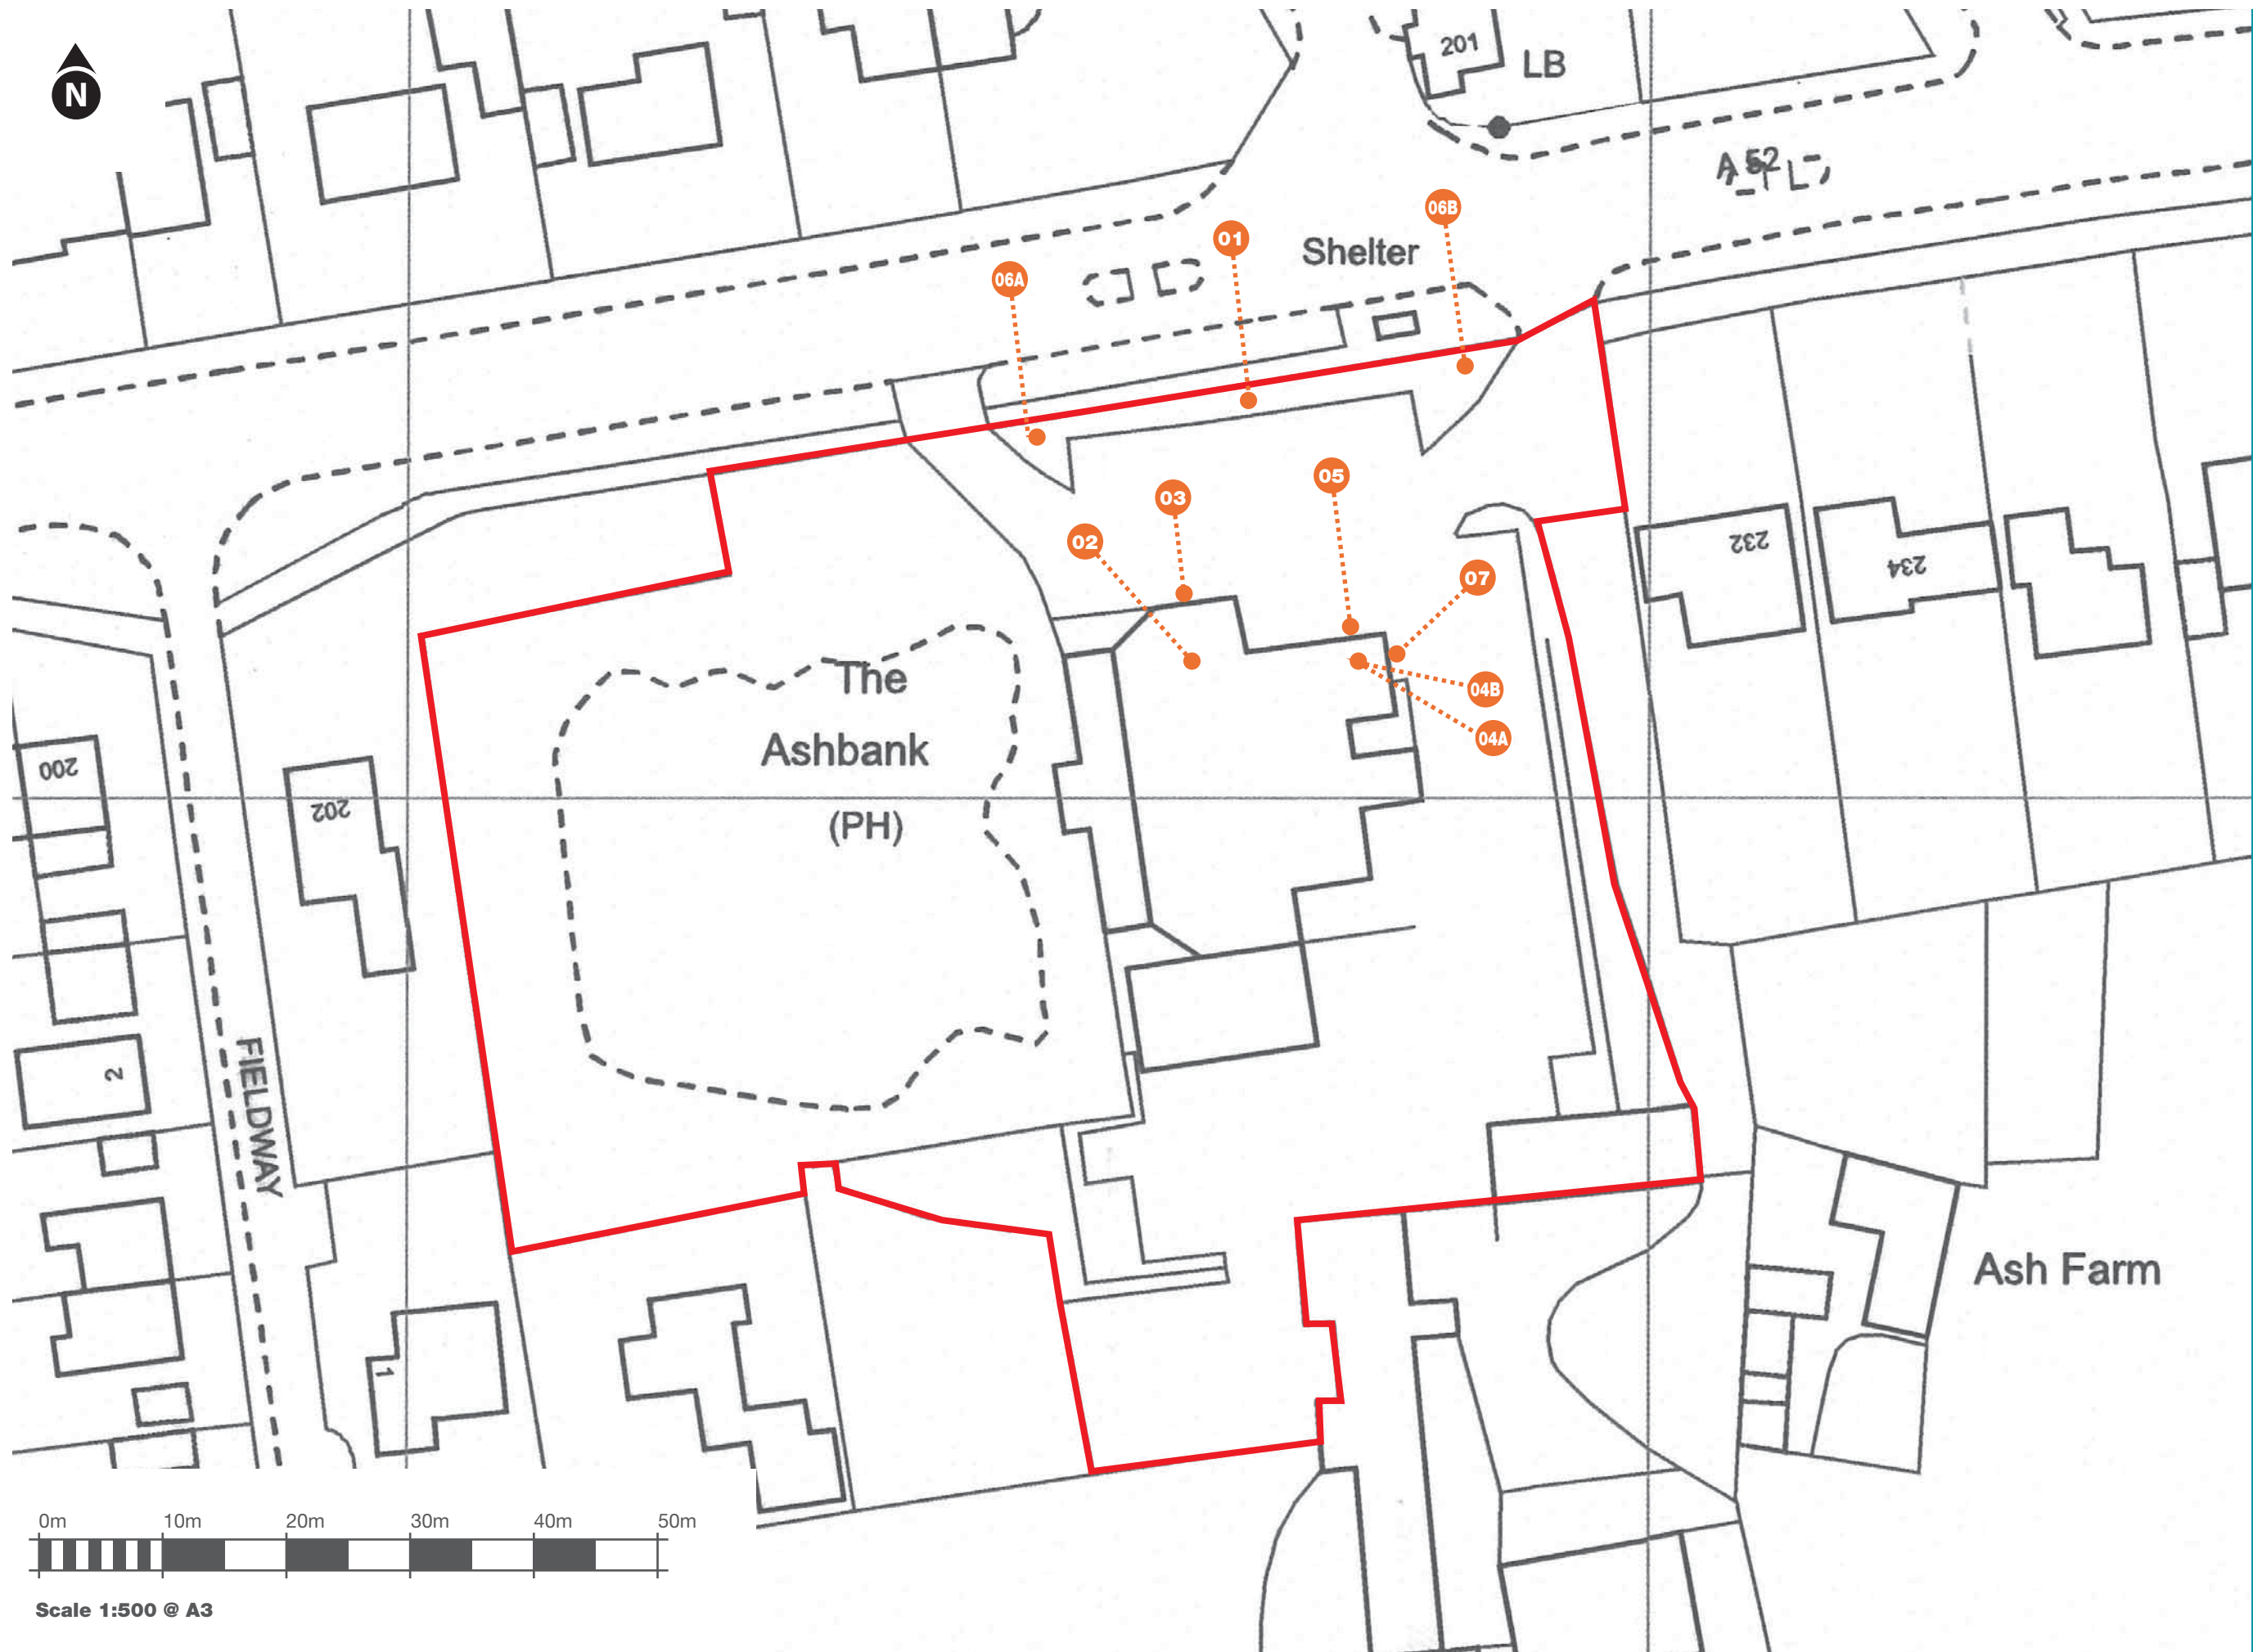 N
201
LB
A 52
06B
01
Shelter
06A
05
03
02
07
232
234
04B
04A
The
Ashbank
(PH)
200
202
FIELDWAY
2
1
Ash Farm
0m 10m 20m 30m 40m 50m
Scale 1:500 @ A3